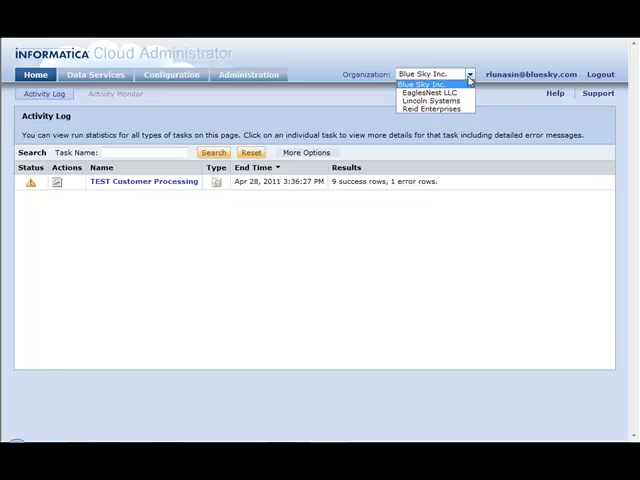 INFORMATICA Cloud Administrator
Home Data Services Configuration Administration Organization: Blue Sky Inc. rlunasin@bluesky.com Logout
Blue Sky Inc.
EaglesNest LLC
Lincoln Systems
Reid Enterprises
Activity Log Activity Monitor Help Support
Activity Log
You can view run statistics for all types of tasks on this page. Click on an individual task to view more details for that task including detailed error messages.
Search Task Name: Search Reset More Options
Status Actions Name Type End Time Results
TEST Customer Processing Apr 28, 2011 3:36:27 PM 9 success rows, 1 error rows.